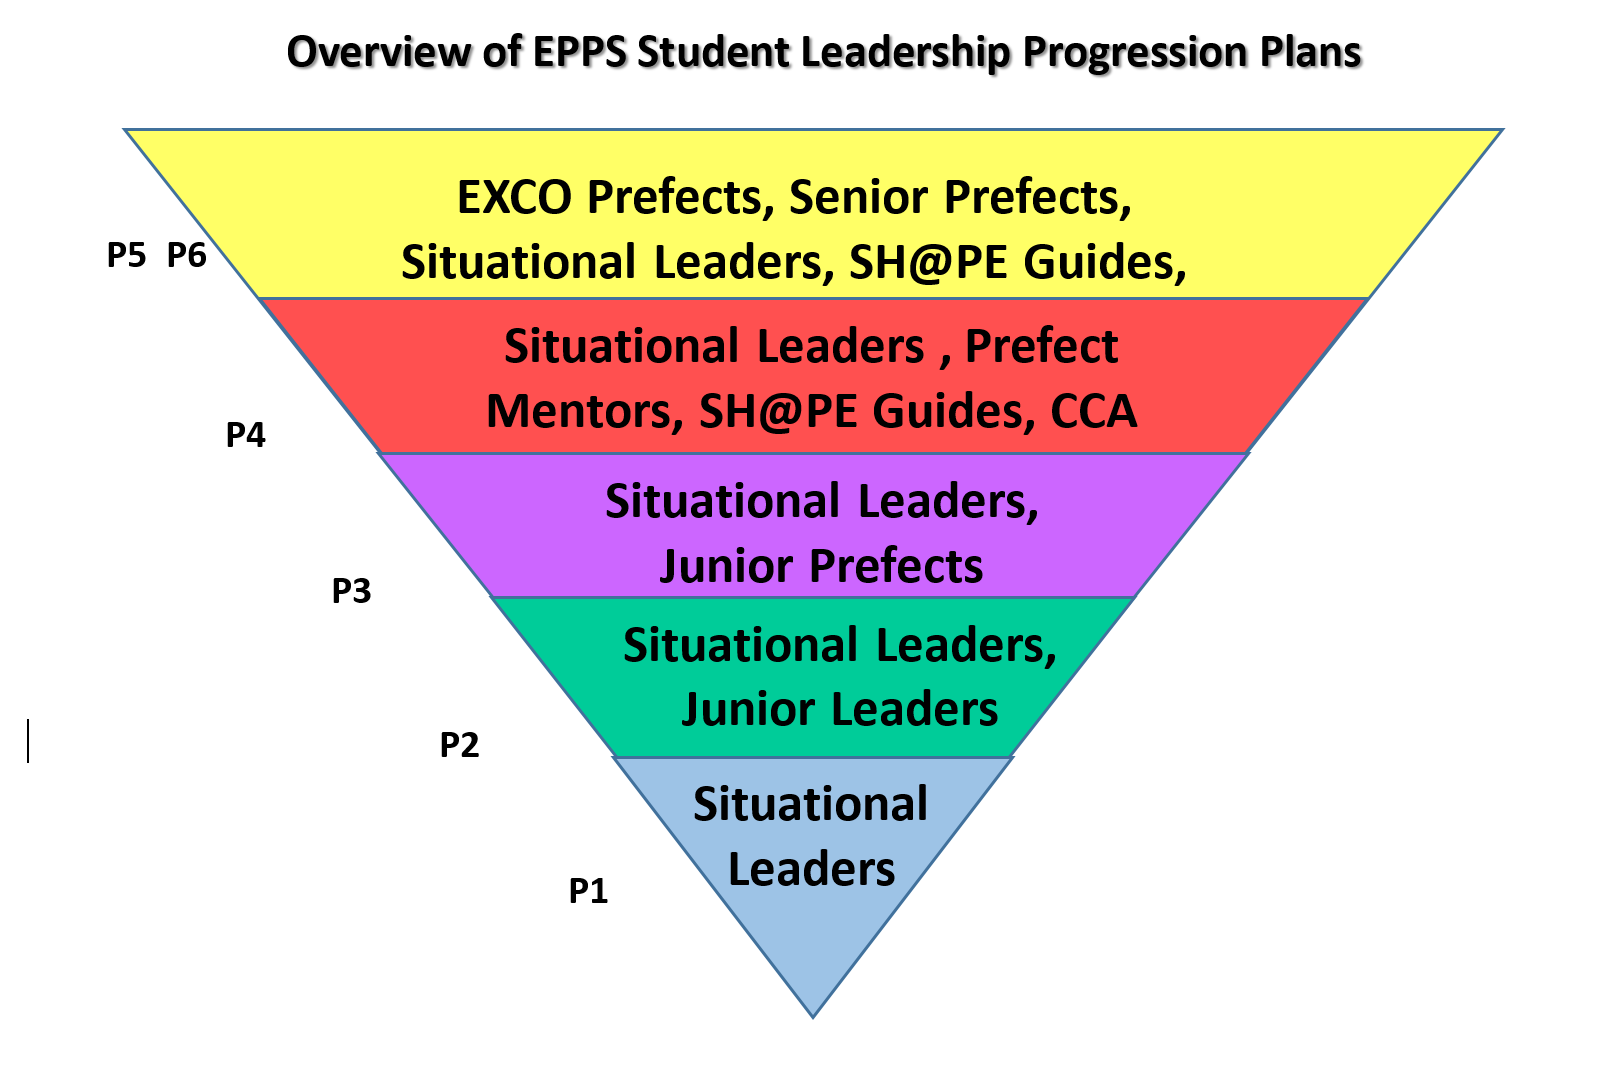 Overview of EPPS Student Leadership Progression Plans
EXCO Prefects, Senior Prefects,
Situational Leaders, SH@PE Guides,
P5 P6
Situational Leaders , Prefect
Mentors, SH@PE Guides, CCA
P4
Situational Leaders,
Junior Prefects
P3
Situational Leaders,
Junior Leaders
P2
Situational
Leaders
P1